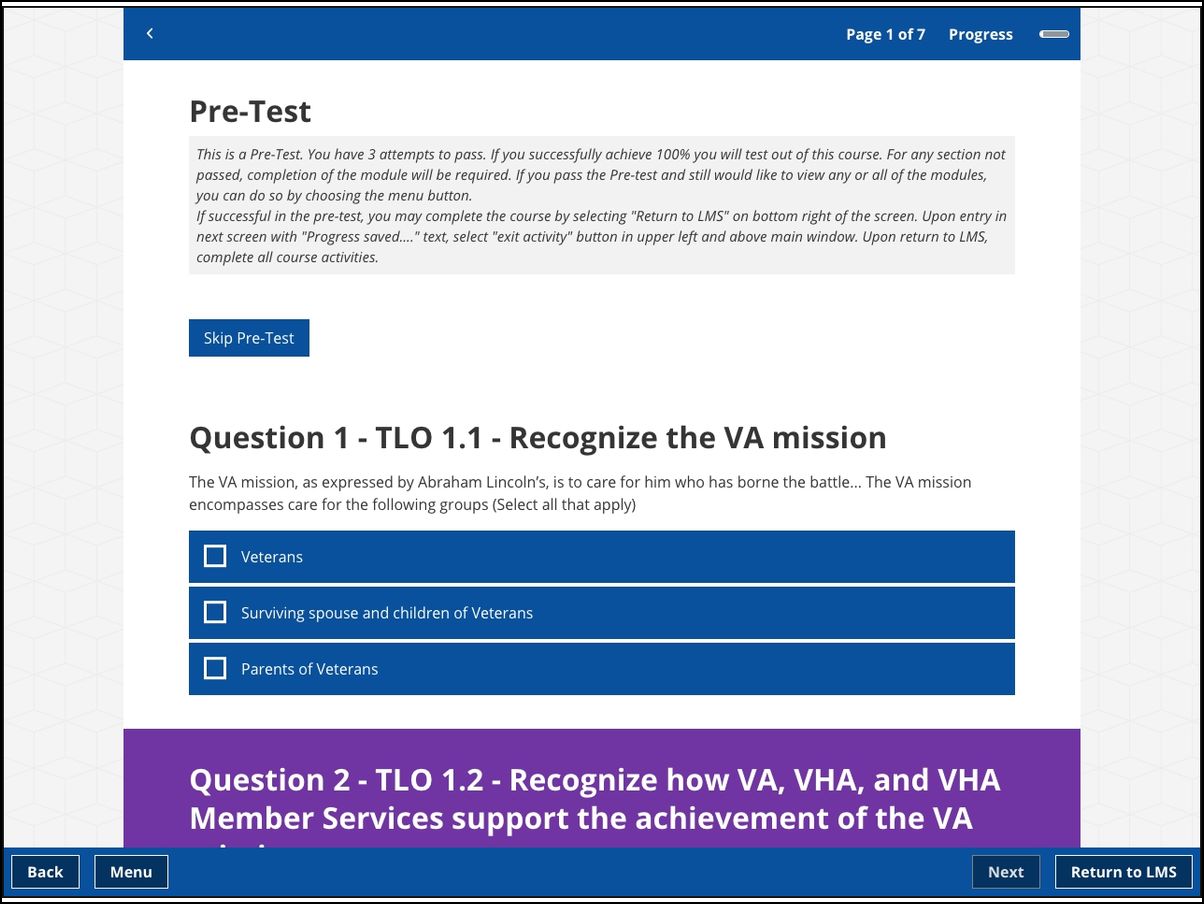 Page 1 of 7 Progress
Pre-Test
This is a Pre-Test. You have 3 attempts to pass. If you successfully achieve 100% you will test out of this course. For any section not
passed, completion of the module will be required. If you pass the Pre-test and still would like to view any or all of the modules,
you can do so by choosing the menu button.
If successful in the pre-test, you may complete the course by selecting "Return to LMS" on bottom right of the screen. Upon entry in
next screen with "Progress saved...." text, select "exit activity" button in upper left and above main window. Upon return to LMS,
complete all course activities.
Skip Pre-Test
Question 1 - TLO 1.1 - Recognize the VA mission
The VA mission, as expressed by Abraham Lincoln’s, is to care for him who has borne the battle... The VA mission
encompasses care for the following groups (Select all that apply)
Veterans
Surviving spouse and children of Veterans
Parents of Veterans
Question 2 - TLO 1.2 - Recognize how VA, VHA, and VHA
Member Services support the achievement of the VA
Back Menu Next Return to LMS